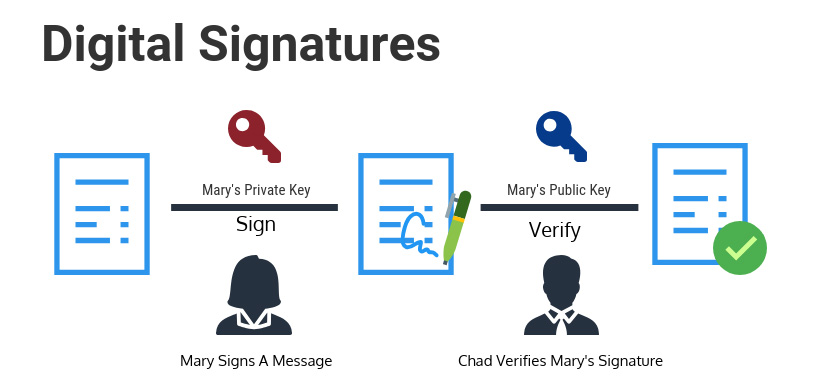 Digital Signatures
Mary's Private Key
Sign
Mary Signs A Message
Mary's Public Key
Verify
Chad Verifies Mary's Signature